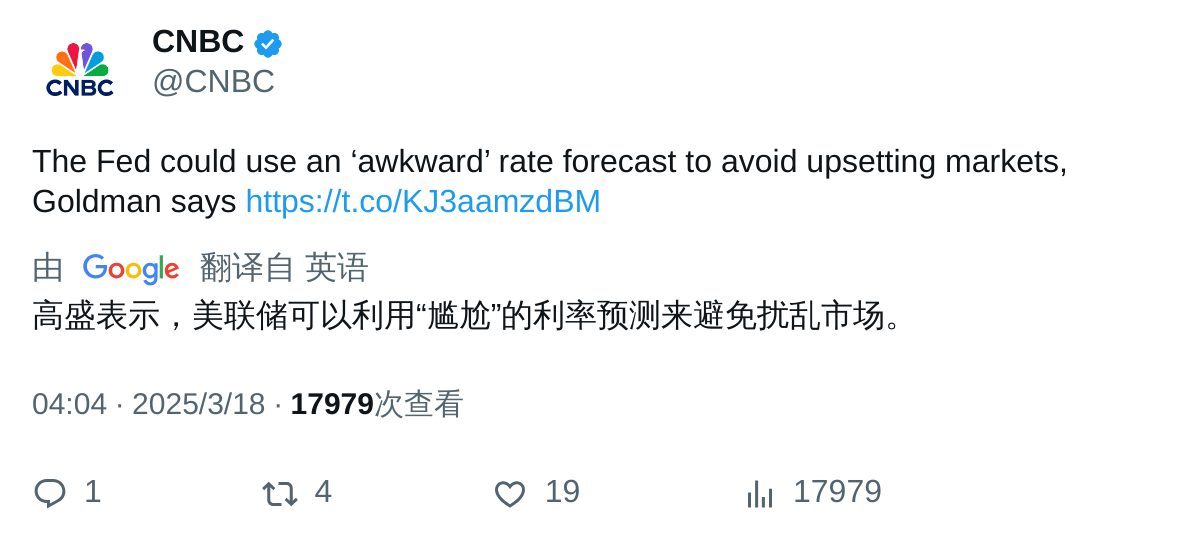 CNBC
@CNBC
CNBC
The Fed could use an ‘awkward’ rate forecast to avoid upsetting markets,
Goldman says https://t.co/KJ3aamzdBM
由 Google 翻译自 英语
高盛表示，美联储可以利用“尴尬”的利率预测来避免扰乱市场。
04:04 · 2025/3/18 · 17979次查看
1 4 19 17979